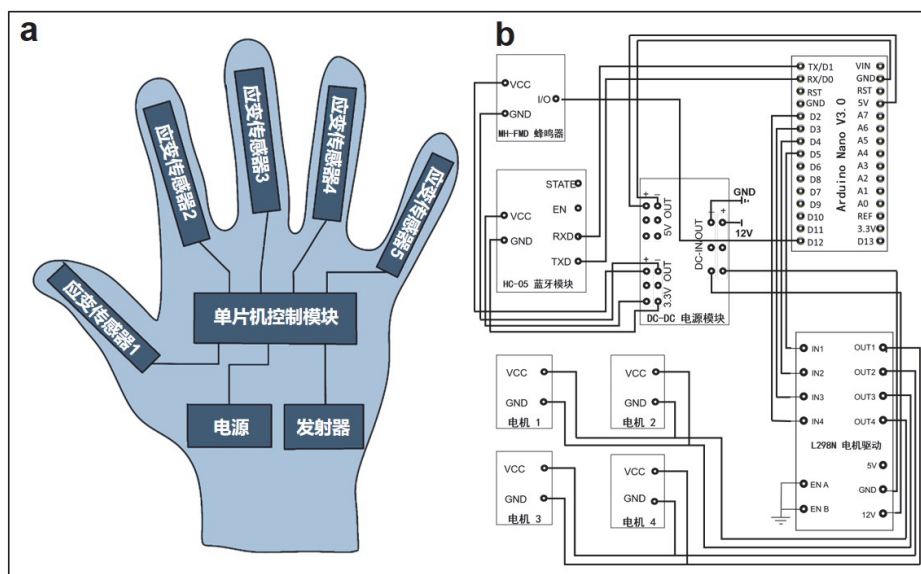 a
应变传感器1
应变传感器2
应变传感器3
应变传感器4
应变传感器5
单片机控制模块
电源
发射器
b
VCC
I/O
GND
MH-FMD 蜂鸣器
STATE
EN
VCC
RXD
GND
TXD
HC-05 蓝牙模块
+ −
5V OUT
+ −
3.3V OUT
DC-IN/OUT
− +
GND
12V
DC-DC 电源模块
TX/D1
RX/D0
RST
GND
D2
D3
D4
D5
D6
D7
D8
D9
D10
D11
D12
Arduino Nano V3.0
VIN
GND
RST
5V
A7
A6
A5
A4
A3
A2
A1
A0
REF
3.3V
D13
VCC
GND
电机 1
VCC
GND
电机 2
VCC
GND
电机 3
VCC
GND
电机 4
IN1
IN2
IN3
IN4
OUT1
OUT2
OUT3
OUT4
L298N 电机驱动
5V
GND
12V
EN A
EN B